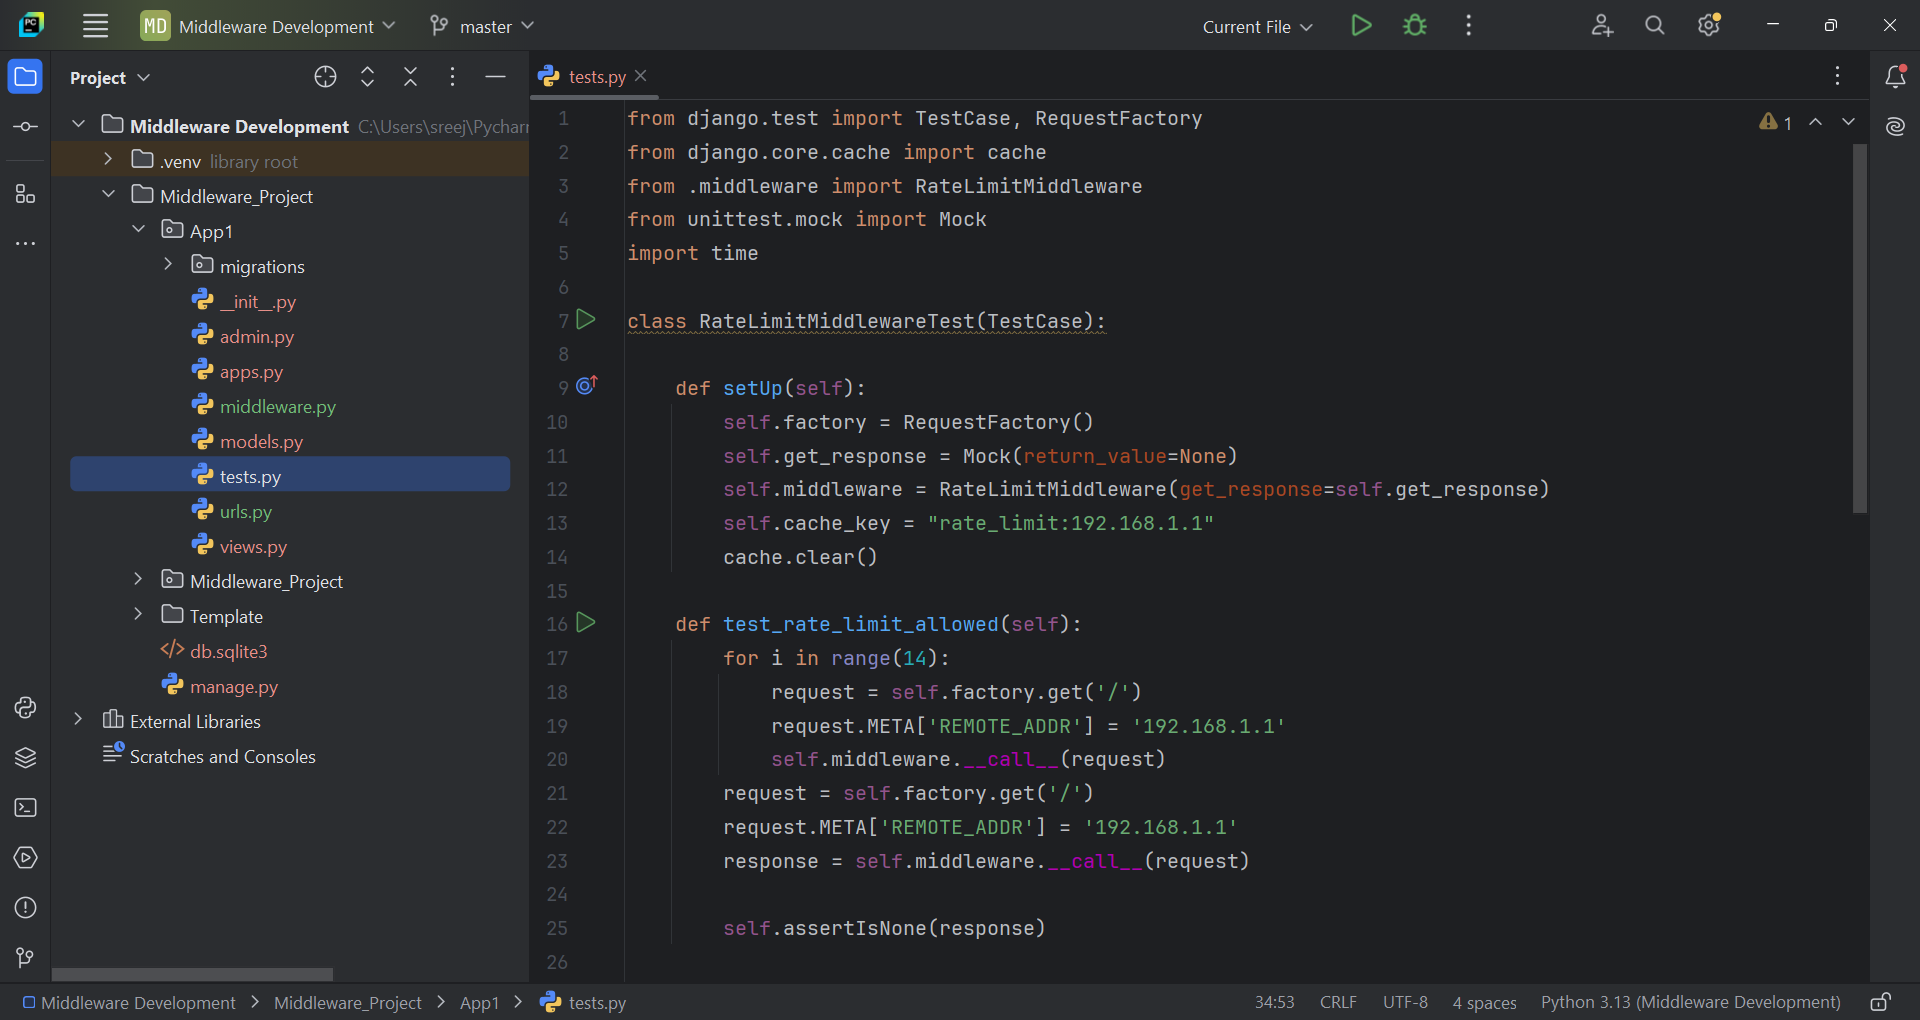 PC
MD Middleware Development
master
Current File
Project
Middleware Development C:\Users\sreej\Pychar
.venv library root
Middleware_Project
App1
migrations
__init__.py
admin.py
apps.py
middleware.py
models.py
tests.py
urls.py
views.py
Middleware_Project
Template
db.sqlite3
manage.py
External Libraries
Scratches and Consoles
tests.py
1
1 from django.test import TestCase, RequestFactory
2 from django.core.cache import cache
3 from .middleware import RateLimitMiddleware
4 from unittest.mock import Mock
5 import time
6
7 class RateLimitMiddlewareTest(TestCase):
8
9     def setUp(self):
10         self.factory = RequestFactory()
11         self.get_response = Mock(return_value=None)
12         self.middleware = RateLimitMiddleware(get_response=self.get_response)
13         self.cache_key = "rate_limit:192.168.1.1"
14         cache.clear()
15
16     def test_rate_limit_allowed(self):
17         for i in range(14):
18             request = self.factory.get('/')
19             request.META['REMOTE_ADDR'] = '192.168.1.1'
20             self.middleware.__call__(request)
21         request = self.factory.get('/')
22         request.META['REMOTE_ADDR'] = '192.168.1.1'
23         response = self.middleware.__call__(request)
24
25         self.assertIsNone(response)
26
Middleware Development > Middleware_Project > App1 > tests.py
34:53 CRLF UTF-8 4 spaces Python 3.13 (Middleware Development)